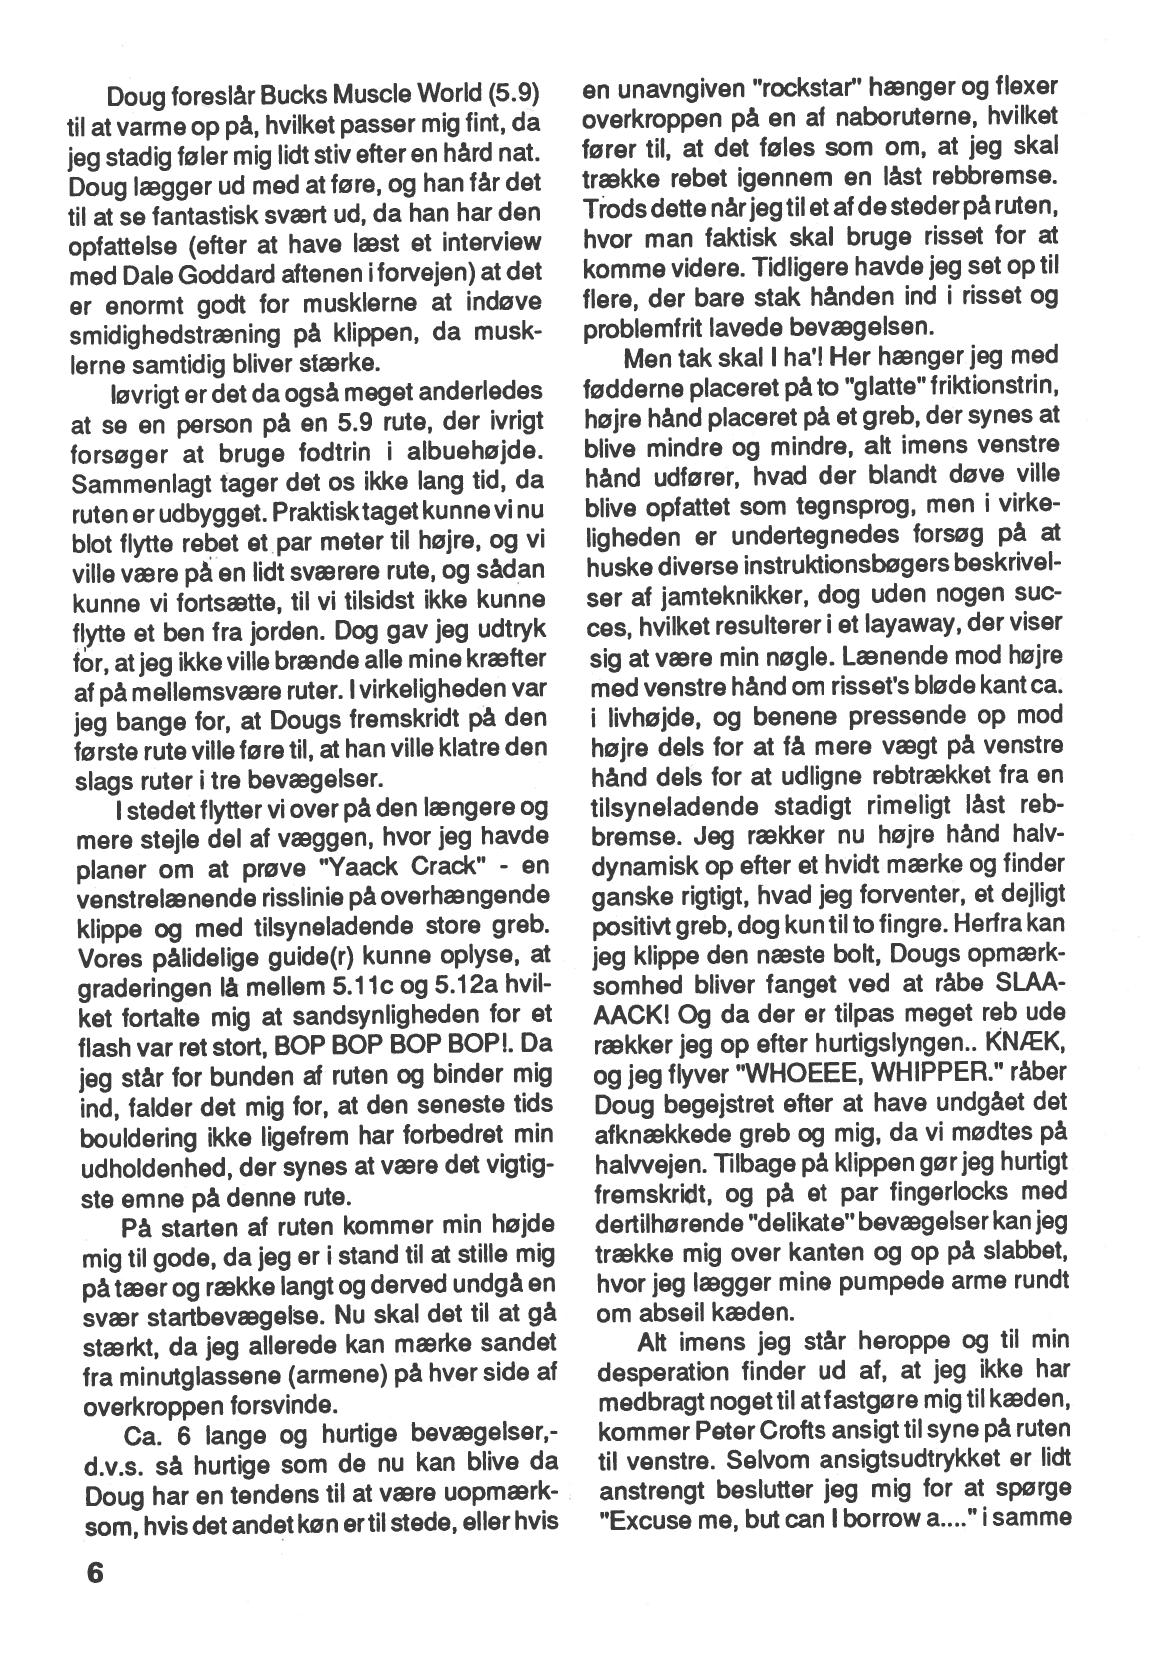 Doug foreslår Bucks Muscle World (5.9)
til at varme op på, hvilket passer mig fint, da
jeg stadig føler mig lidt stiv efter en hård nat.
Doug lægger ud med at føre, og han får det
til at se fantastisk svært ud, da han har den
opfattelse (efter at have læst et interview
med Dale Goddard aftenen i forvejen) at det
er enormt godt for musklerne at indøve
smidighedstræning på klippen, da musk-
lerne samtidig bliver stærke.
Iøvrigt er det da også meget anderledes
at se en person på en 5.9 rute, der ivrigt
forsøger at bruge fodtrin i albuehøjde.
Sammenlagt tager det os ikke lang tid, da
ruten er udbygget. Praktisk taget kunne vi nu
blot flytte rebet et par meter til højre, og vi
ville være på en lidt sværere rute, og sådan
kunne vi fortsætte, til vi tilsidst ikke kunne
flytte et ben fra jorden. Dog gav jeg udtryk
for, at jeg ikke ville brænde alle mine kræfter
af på mellemsvære ruter. I virkeligheden var
jeg bange for, at Dougs fremskridt på den
første rute ville føre til, at han ville klatre den
slags ruter i tre bevægelser.
I stedet flytter vi over på den længere og
mere stejle del af væggen, hvor jeg havde
planer om at prøve "Yaack Crack" - en
venstrelænende risslinie på overhængende
klippe og med tilsyneladende store greb.
Vores pålidelige guide(r) kunne oplyse, at
graderingen lå mellem 5.11c og 5.12a hvil-
ket fortalte mig at sandsynligheden for et
flash var ret stort, BOP BOP BOP BOP!. Da
jeg står for bunden af ruten og binder mig
ind, falder det mig for, at den seneste tids
bouldering ikke ligefrem har forbedret min
udholdenhed, der synes at være det vigtig-
ste emne på denne rute.
På starten af ruten kommer min højde
mig til gode, da jeg er i stand til at stille mig
på tæer og række langt og derved undgå en
svær startbevægelse. Nu skal det til at gå
stærkt, da jeg allerede kan mærke sandet
fra minutglassene (armene) på hver side af
overkroppen forsvinde.
Ca. 6 lange og hurtige bevægelser,-
d.v.s. så hurtige som de nu kan blive da
Doug har en tendens til at være uopmærk-
som, hvis det andet køn er til stede, eller hvis
en unavngiven "rockstar" hænger og flexer
overkroppen på en af naboruterne, hvilket
fører til, at det føles som om, at jeg skal
trække rebet igennem en låst rebbremse.
Trods dette når jeg til et af de steder på ruten,
hvor man faktisk skal bruge risset for at
komme videre. Tidligere havde jeg set op til
flere, der bare stak hånden ind i risset og
problemfrit lavede bevægelsen.
Men tak skal I ha'! Her hænger jeg med
fødderne placeret på to "glatte" friktionstrin,
højre hånd placeret på et greb, der synes at
blive mindre og mindre, alt imens venstre
hånd udfører, hvad der blandt døve ville
blive opfattet som tegnsprog, men i virke-
ligheden er undertegnedes forsøg på at
huske diverse instruktionsbøgers beskrivel-
ser af jamteknikker, dog uden nogen suc-
ces, hvilket resulterer i et layaway, der viser
sig at være min nøgle. Lænende mod højre
med venstre hånd om risset's bløde kant ca.
i livhøjde, og benene pressende op mod
højre dels for at få mere vægt på venstre
hånd dels for at udligne rebtrækket fra en
tilsyneladende stadigt rimeligt låst reb-
bremse. Jeg rækker nu højre hånd halv-
dynamisk op efter et hvidt mærke og finder
ganske rigtigt, hvad jeg forventer, et dejligt
positivt greb, dog kun til to fingre. Herfra kan
jeg klippe den næste bolt, Dougs opmærk-
somhed bliver fanget ved at råbe SLAA-
AACK! Og da der er tilpas meget reb ude
rækker jeg op efter hurtigslyngen.. KNÆK,
og jeg flyver "WHOEEE, WHIPPER." råber
Doug begejstret efter at have undgået det
afknækkede greb og mig, da vi mødtes på
halvvejen. Tilbage på klippen gør jeg hurtigt
fremskridt, og på et par fingerlocks med
dertilhørende "delikate" bevægelser kan jeg
trække mig over kanten og op på slabbet,
hvor jeg lægger mine pumpede arme rundt
om abseil kæden.
Alt imens jeg står heroppe og til min
desperation finder ud af, at jeg ikke har
medbragt noget til at fastgøre mig til kæden,
kommer Peter Crofts ansigt til syne på ruten
til venstre. Selvom ansigtsudtrykket er lidt
anstrengt beslutter jeg mig for at spørge
"Excuse me, but can I borrow a...." i samme
6